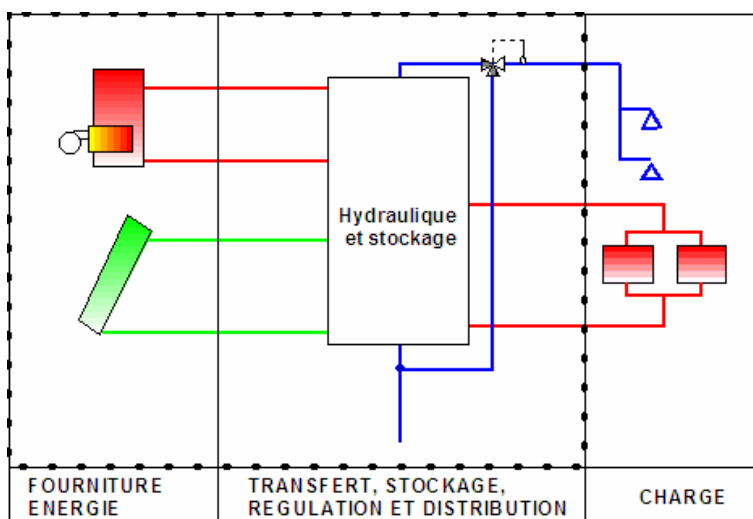 Hydraulique
et stockage
FOURNITURE
ENERGIE
TRANSFERT, STOCKAGE,
REGULATION ET DISTRIBUTION
CHARGE